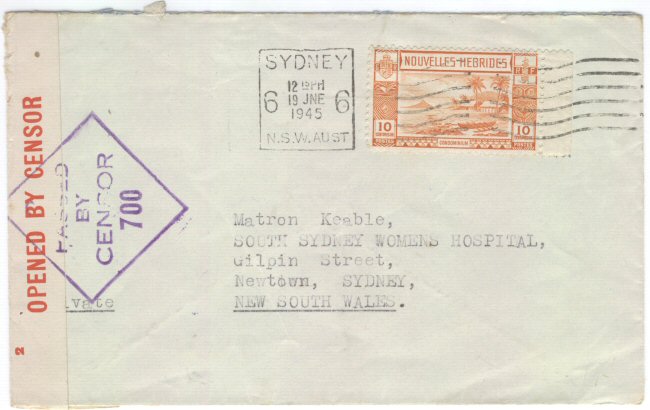 OPENED BY CENSOR
2
PASSED
BY
CENSOR
700
SYDNEY
12 15PM
6 19 JNE 6
1945
N.S.W. AUST
NOUVELLES-HEBRIDES
10 10
CONDOMINIUM
Matron Keable,
SOUTH SYDNEY WOMENS HOSPITAL,
Gilpin Street,
Newtown, SYDNEY,
NEW SOUTH WALES.
vate